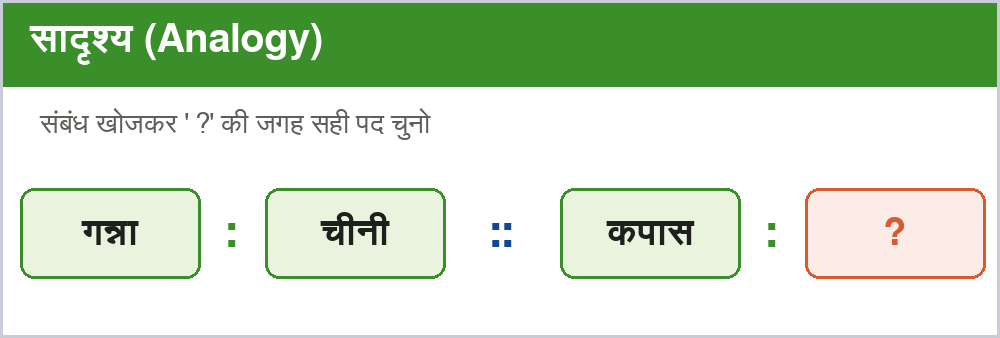 सादृश्य (Analogy)
संबंध खोजकर ' ?' की जगह सही पद चुनो
गन्ना : चीनी :: कपास : ?